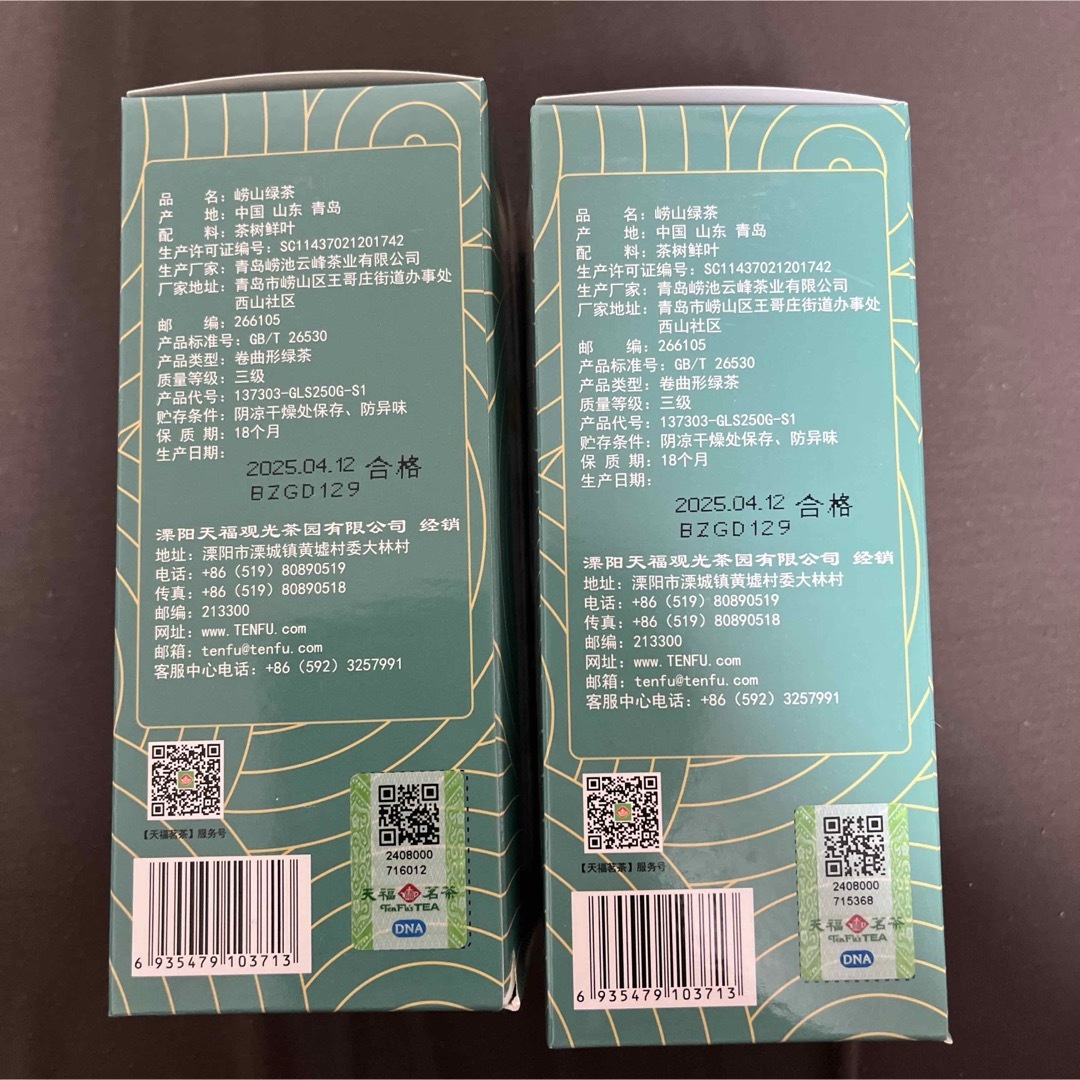 品 名：崂山绿茶
产 地：中国 山东 青岛
配 料：茶树鲜叶
生产许可证编号：SC11437021201742
生产厂家：青岛崂池云峰茶业有限公司
厂家地址：青岛市崂山区王哥庄街道办事处
西山社区
邮 编：266105
产品标准号：GB/T 26530
产品类型：卷曲形绿茶
质量等级：三级
产品代号：137303-GLS250G-S1
贮存条件：阴凉干燥处保存、防异味
保 质 期：18个月
生产日期：
2025.04.12 合格
BZGD129
溧阳天福观光茶园有限公司 经销
地址：溧阳市溧城镇黄墟村委大林村
电话：+86（519）80890519
传真：+86（519）80890518
邮编：213300
网址：www.TENFU.com
邮箱：tenfu@tenfu.com
客服中心电话：+86（592）3257991
【天福茗茶】服务号
2408000
716012
天福 茗茶
TenFu's TEA
DNA
6 935479 103713
品 名：崂山绿茶
产 地：中国 山东 青岛
配 料：茶树鲜叶
生产许可证编号：SC11437021201742
生产厂家：青岛崂池云峰茶业有限公司
厂家地址：青岛市崂山区王哥庄街道办事处
西山社区
邮 编：266105
产品标准号：GB/T 26530
产品类型：卷曲形绿茶
质量等级：三级
产品代号：137303-GLS250G-S1
贮存条件：阴凉干燥处保存、防异味
保 质 期：18个月
生产日期：
2025.04.12 合格
BZGD129
溧阳天福观光茶园有限公司 经销
地址：溧阳市溧城镇黄墟村委大林村
电话：+86（519）80890519
传真：+86（519）80890518
邮编：213300
网址：www.TENFU.com
邮箱：tenfu@tenfu.com
客服中心电话：+86（592）3257991
【天福茗茶】服务号
2408000
715368
天福 茗茶
TenFu's TEA
DNA
6 935479 103713